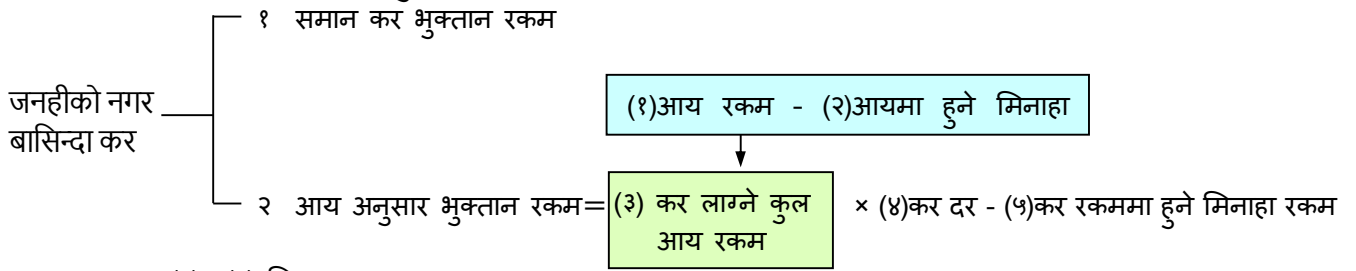 १ समान कर भुक्तान रकम
जनहीको नगर
बासिन्दा कर
(१)आय रकम - (२)आयमा हुने मिनाहा
२ आय अनुसार भुक्तान रकम=
(३) कर लाग्ने कुल
आय रकम
× (४)कर दर - (५)कर रकममा हुने मिनाहा रकम